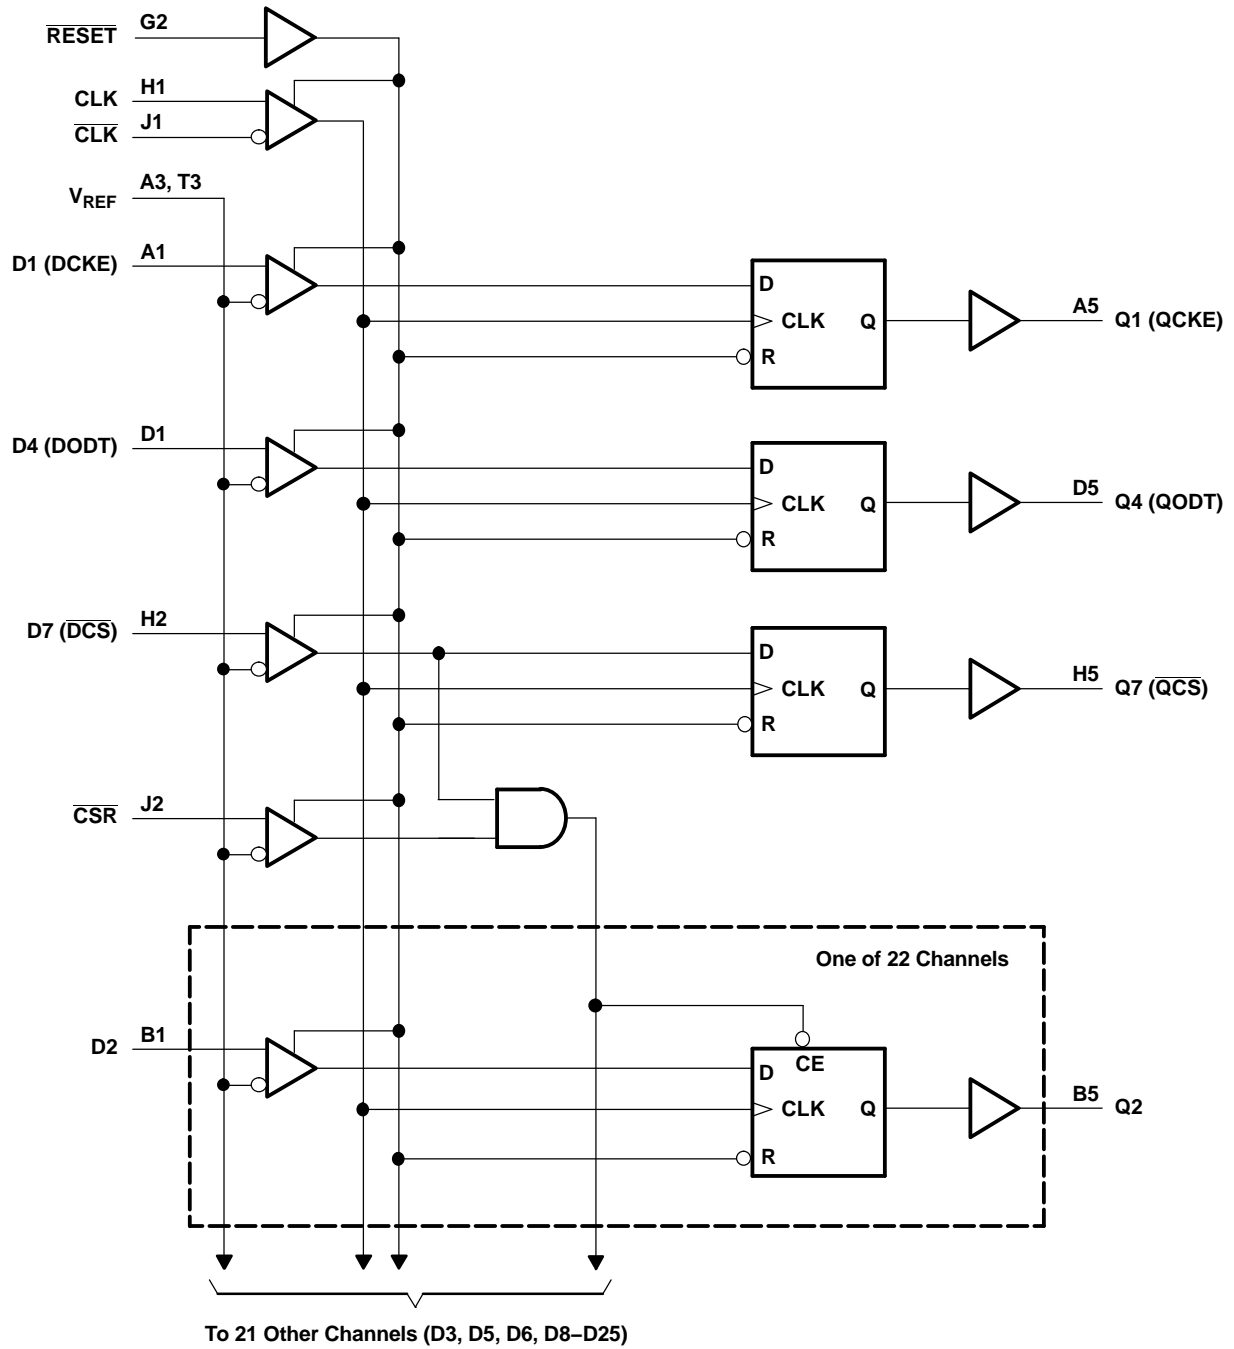 RESET G2
CLK H1
CLK J1
VREF A3, T3
D1 (DCKE) A1
D
CLK Q
R
A5 Q1 (QCKE)
D4 (DODT) D1
D
CLK Q
R
D5 Q4 (QODT)
D7 (DCS) H2
D
CLK Q
R
H5 Q7 (QCS)
CSR J2
One of 22 Channels
D2 B1
CE
D
CLK Q
R
B5 Q2
To 21 Other Channels (D3, D5, D6, D8–D25)